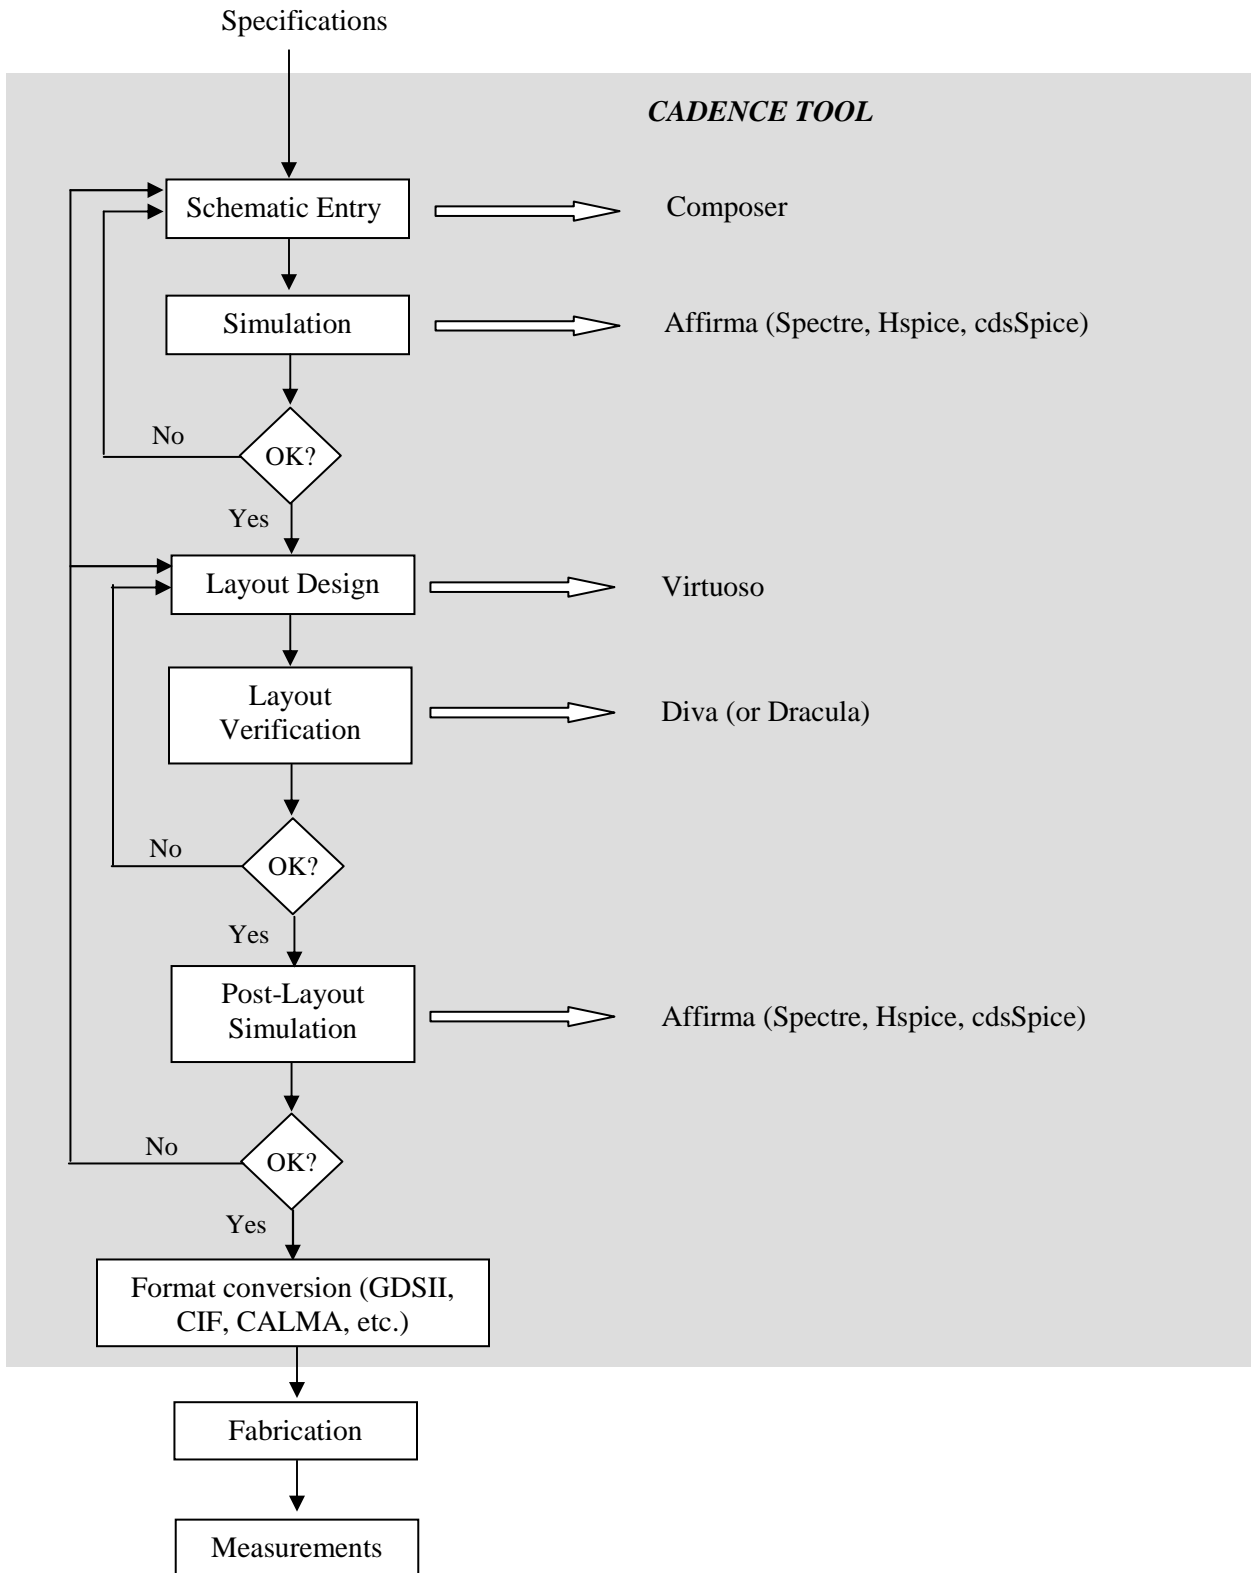 Specifications
CADENCE TOOL
Schematic Entry
Composer
Simulation
Affirma (Spectre, Hspice, cdsSpice)
No
OK?
Yes
Layout Design
Virtuoso
Layout
Verification
Diva (or Dracula)
No
OK?
Yes
Post-Layout
Simulation
Affirma (Spectre, Hspice, cdsSpice)
No
OK?
Yes
Format conversion (GDSII,
CIF, CALMA, etc.)
Fabrication
Measurements